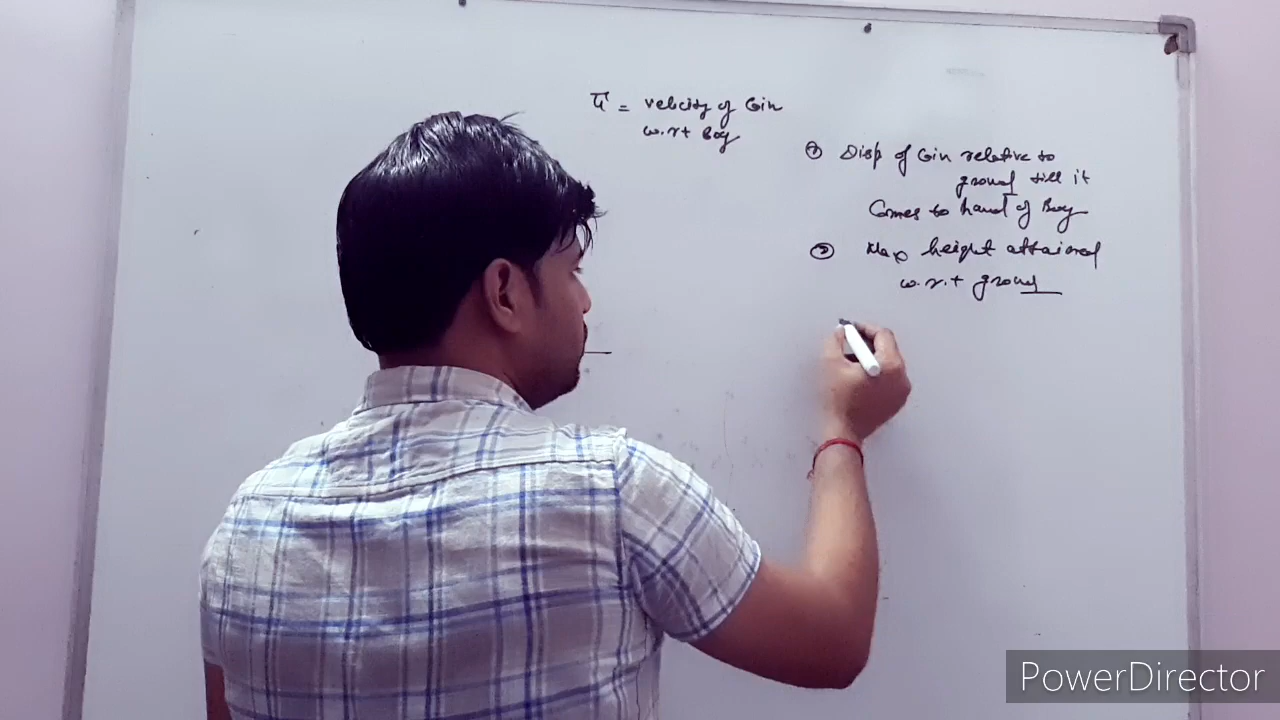 ū = velocity of Coin
w.r.t Boy
① Disp of Coin relative to
ground till it
Comes to hand of Boy
② Max height attained
w.r.t ground
PowerDirector